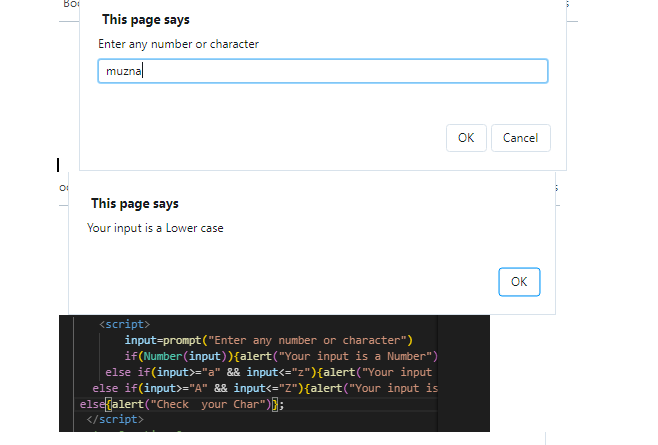 Boo
This page says
Enter any number or character
muzna
OK Cancel
This page says
Your input is a Lower case
OK
<script>
input=prompt("Enter any number or character")
if(Number(input)){alert("Your input is a Number")
else if(input>="a" && input<="z"){alert("Your input
else if(input>="A" && input<="Z"){alert("Your input is
else{alert("Check  your Char")};
</script>